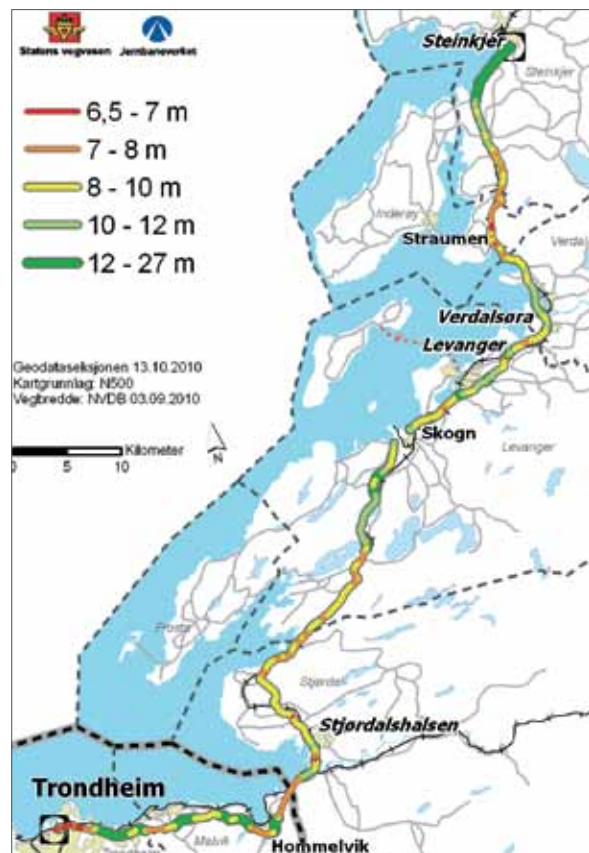 Statens vegvesen
Jernbaneverket
6,5 - 7 m
7 - 8 m
8 - 10 m
10 - 12 m
12 - 27 m
Geodataseksjonen 13.10.2010
Kartgrunnlag: N500
Vegbredde: NVDB 03.09.2010
Kilometer
0 5 10
N
Steinkjer
Steinkjer
Inderøy
Straumen
Verdal
Verdalsøra
Levanger
Skogn
Levanger
Frosta
Stjørdal
Stjørdalshalsen
Trondheim
Malvik
Trondheim
Hommelvik